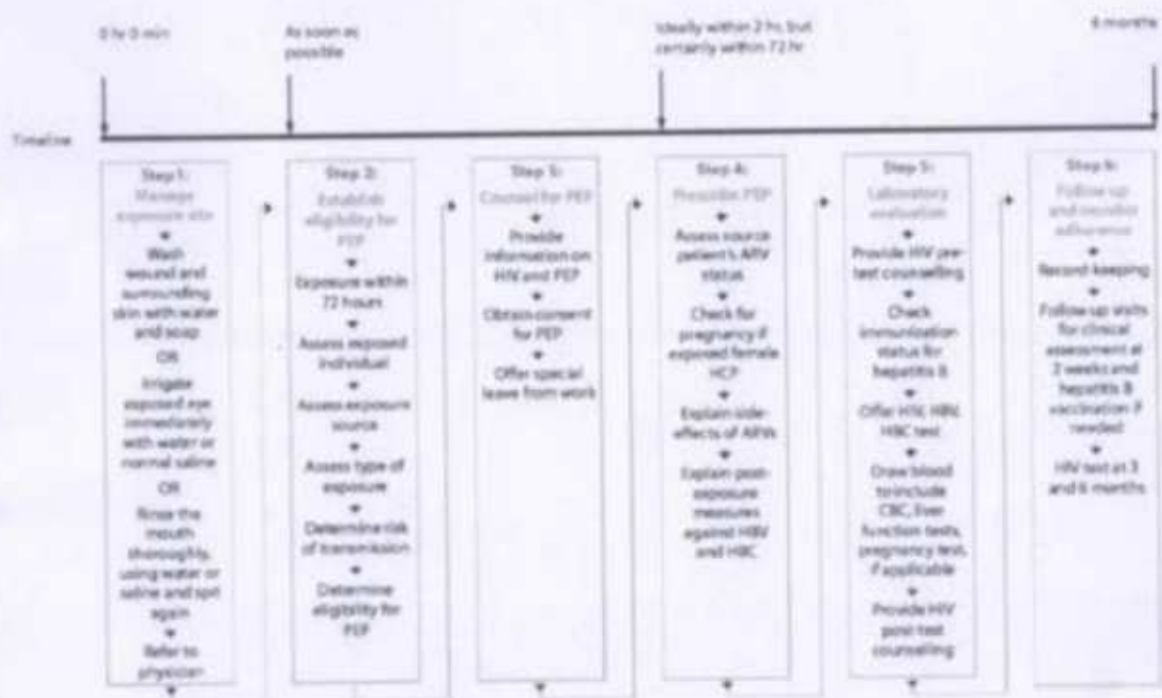 0 hr 0 min
As soon as
possible
Ideally within 2 hr, but
certainly within 72 hr
6 months
Timeline
Step 1:
Manage
exposure site
Wash
wound and
surrounding
skin with water
and soap
OR
Irrigate
exposed eye
immediately
with water or
normal saline
OR
Rinse the
mouth
thoroughly,
using water or
saline and spit
again
Refer to
physician
Step 2:
Establish
eligibility for
PEP
Exposure within
72 hours
Assess exposed
individual
Assess exposure
source
Assess type of
exposure
Determine risk
of transmission
Determine
eligibility for
PEP
Step 3:
Counsel for PEP
Provide
information on
HIV and PEP
Obtain consent
for PEP
Offer special
leave from work
Step 4:
Prescribe PEP
Assess source
patient's ARV
status
Check for
pregnancy if
exposed female
HCP
Explain side-
effects of ARVs
Explain post-
exposure
measures
against HBV
and HBC
Step 5:
Laboratory
evaluation
Provide HIV pre-
test counselling
Check
immunization
status for
hepatitis B
Offer HIV, HBV,
HBC test
Draw blood
to include
CBC, liver
function tests,
pregnancy test,
if applicable
Provide HIV
post-test
counselling
Step 6:
Follow up
and monitor
adherence
Record-keeping
Follow up visits
for clinical
assessment at
2 weeks and
hepatitis B
vaccination if
needed
HIV test at 3
and 6 months